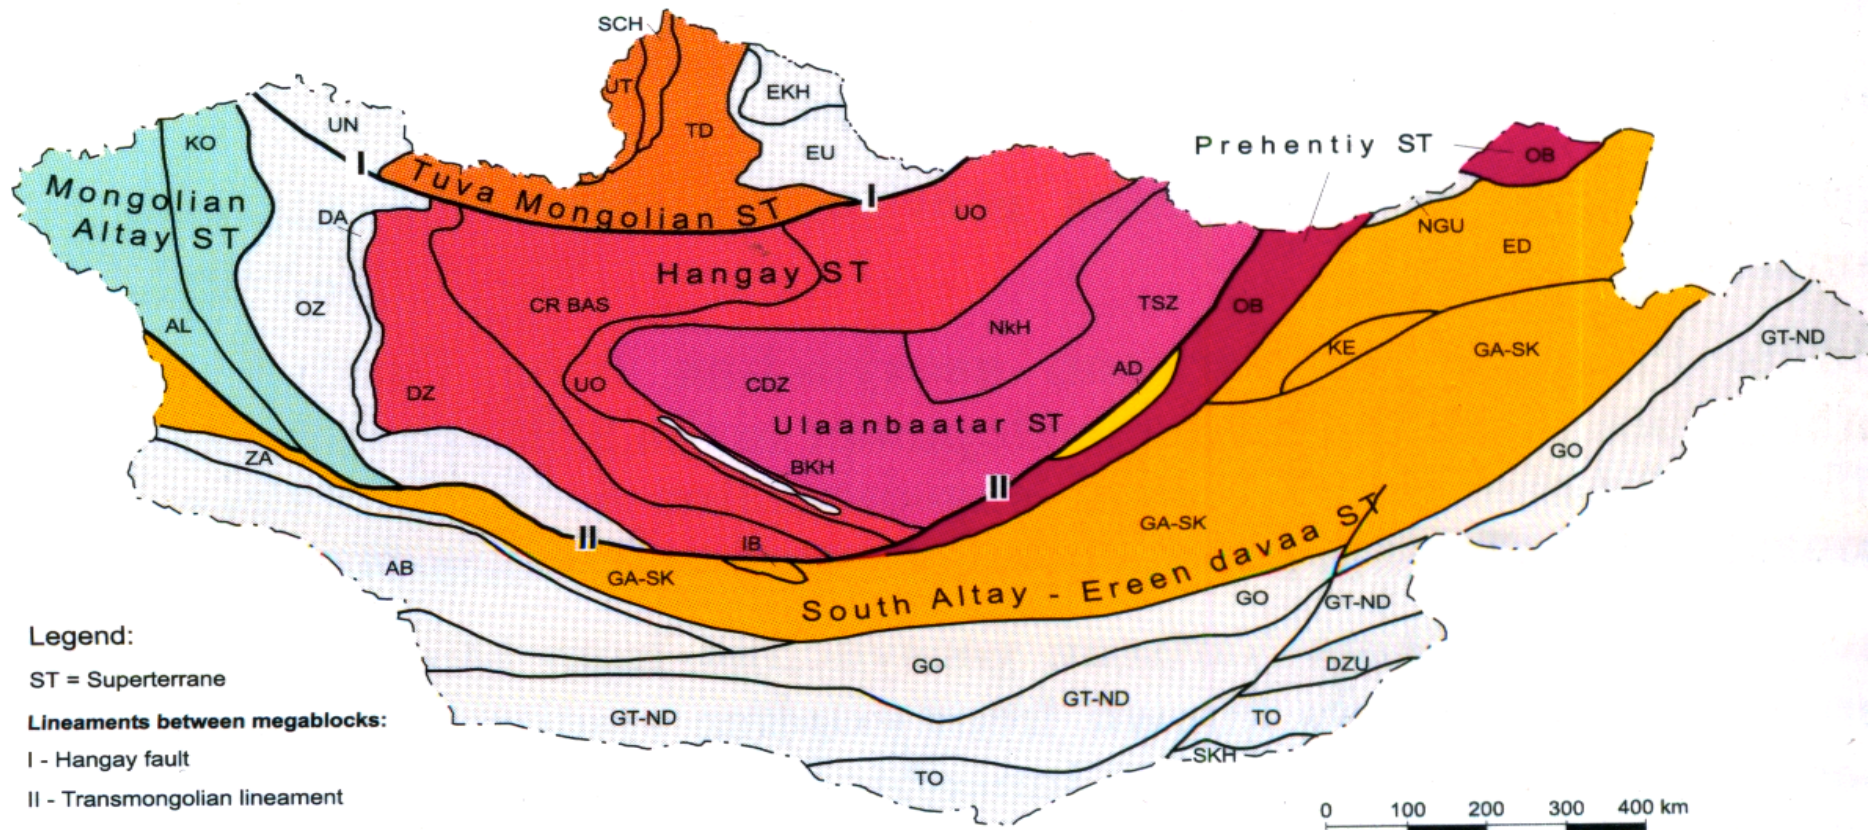 SCH
UT
TD
EKH
EU
UN
KO
I
Tuva Mongolian ST
I
Prehentiy ST
OB
Mongolian
Altay ST
DA
UO
NGU
ED
Hangay ST
OZ
CR BAS
NkH
TSZ
OB
AL
KE
GA-SK
GT-ND
DZ
UO
CDZ
AD
Ulaanbaatar ST
ZA
BKH
II
GO
II
IB
GA-SK
AB
GA-SK
South Altay - Ereen davaa ST
GO
GT-ND
GO
DZU
GT-ND
GT-ND
TO
SKH
TO
Legend:
ST = Superterrane
Lineaments between megablocks:
I - Hangay fault
II - Transmongolian lineament
0 100 200 300 400 km